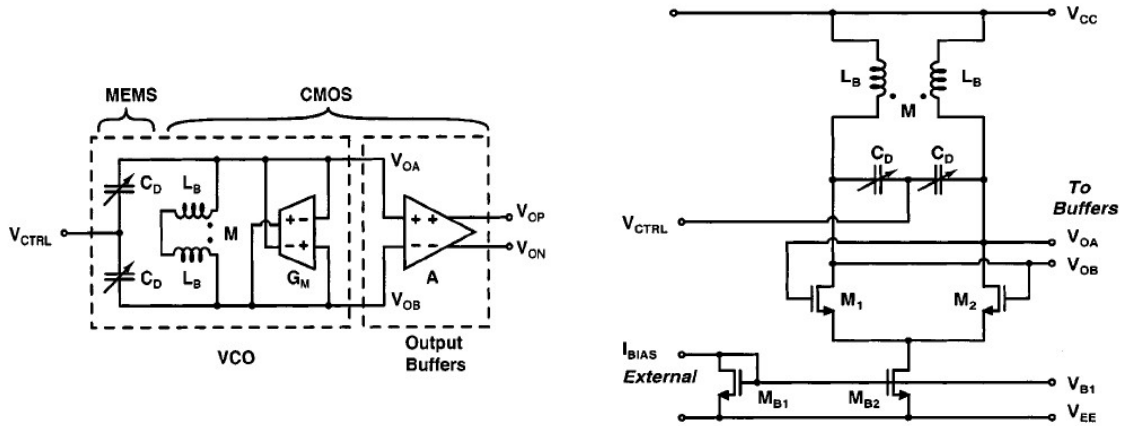 MEMS
CMOS
C_D
L_B
V_OA
V_OP
V_CTRL
M
+ - - +
G_M
+ + - -
A
V_ON
C_D
L_B
V_OB
VCO
Output
Buffers
V_CC
L_B
L_B
M
C_D
C_D
To
Buffers
V_CTRL
V_OA
V_OB
M_1
M_2
I_BIAS
External
M_B1
M_B2
V_B1
V_EE